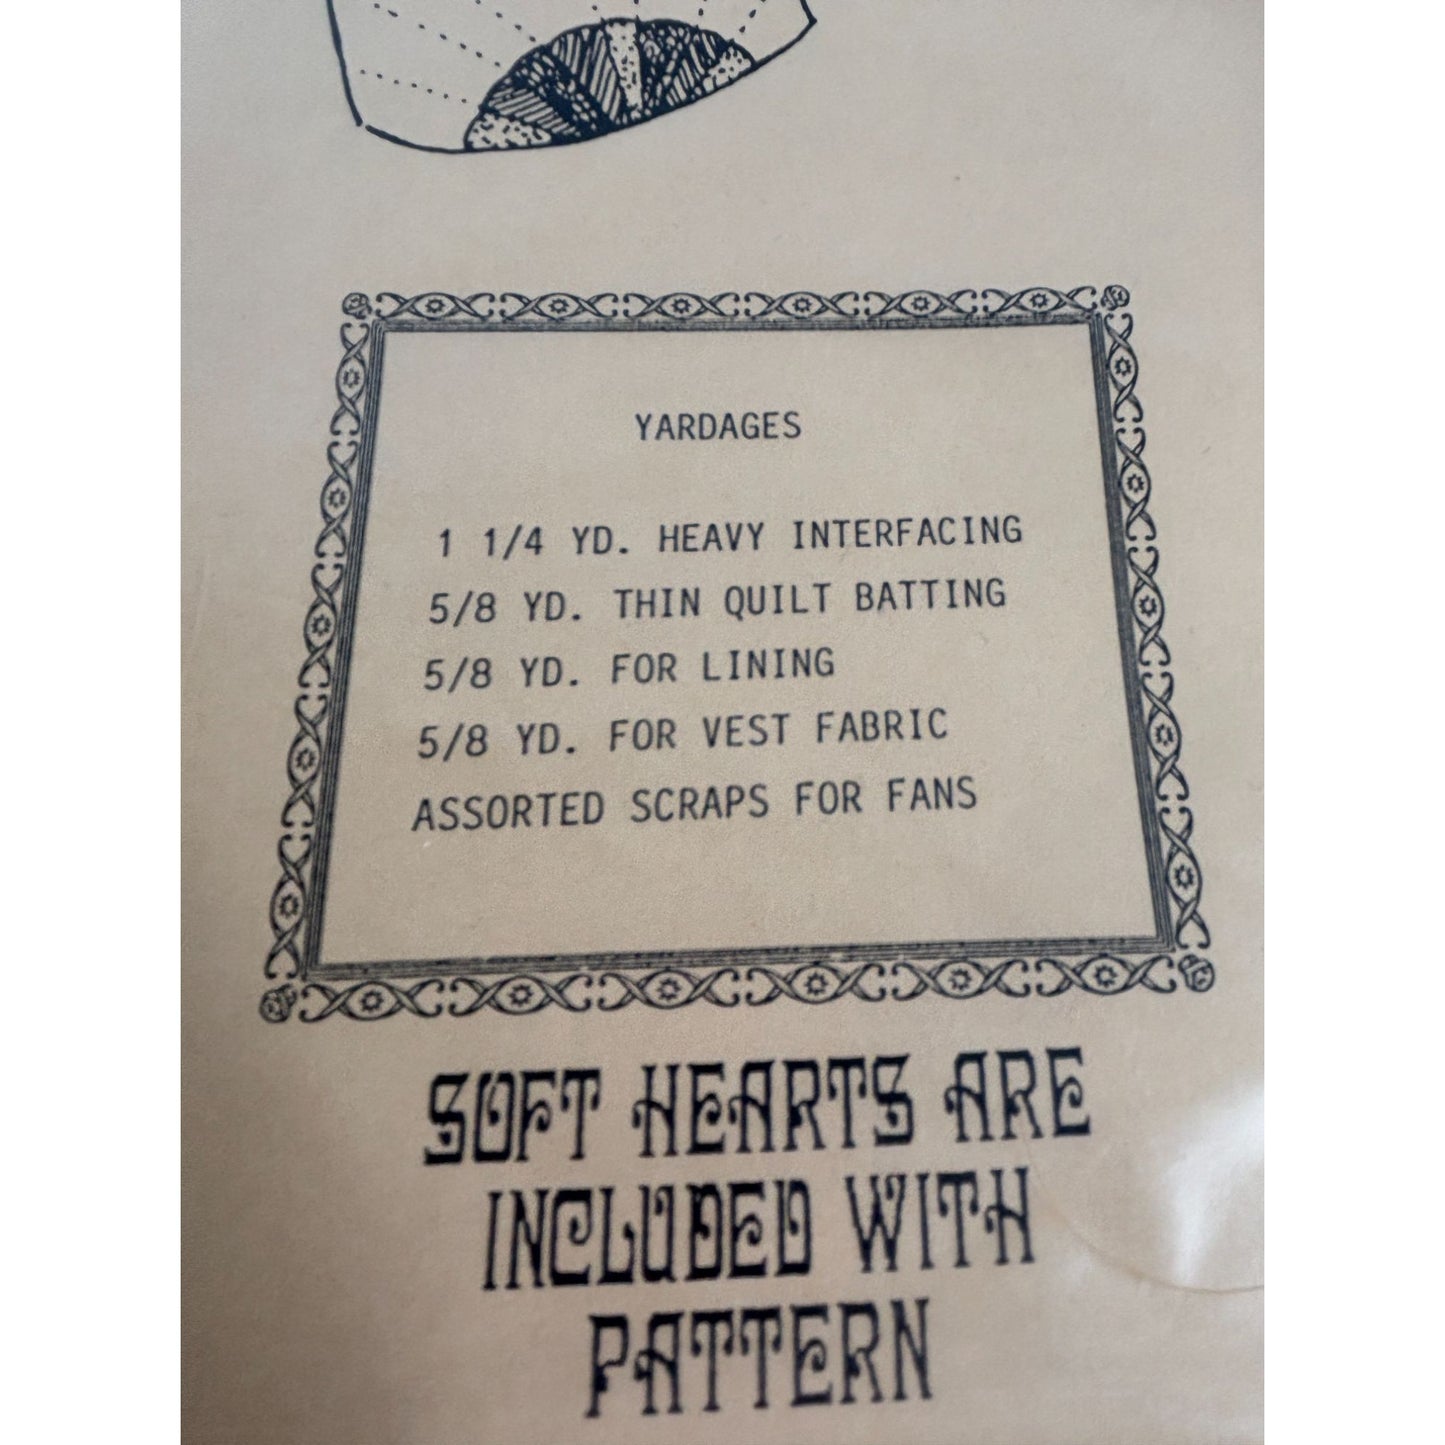 YARDAGES
1 1/4 YD. HEAVY INTERFACING
5/8 YD. THIN QUILT BATTING
5/8 YD. FOR LINING
5/8 YD. FOR VEST FABRIC
ASSORTED SCRAPS FOR FANS
SOFT HEARTS ARE
INCLUDED WITH
PATTERN